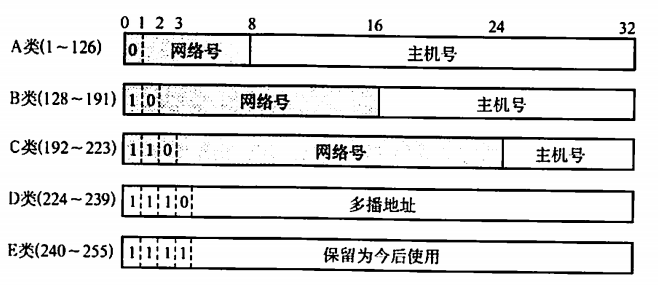 0 1 2 3 8 16 24 32
A类(1~126) 0 网络号 主机号
B类(128~191) 1 0 网络号 主机号
C类(192~223) 1 1 0 网络号 主机号
D类(224~239) 1 1 1 0 多播地址
E类(240~255) 1 1 1 1 保留为今后使用